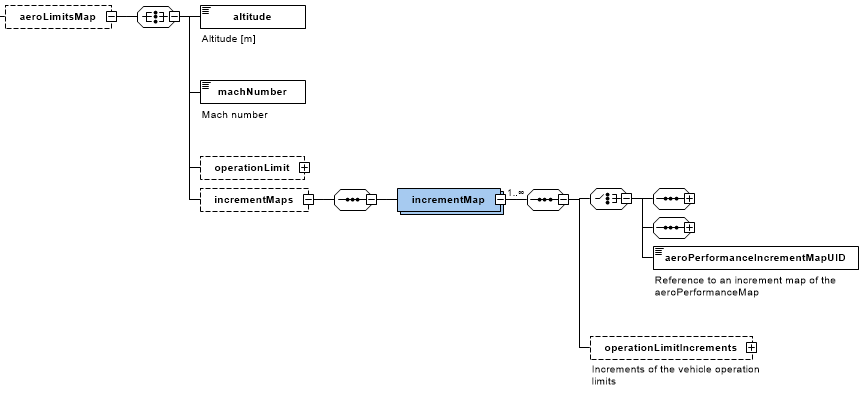 aeroLimitsMap
altitude
Altitude [m]
machNumber
Mach number
operationLimit
incrementMaps
incrementMap
1..∞
aeroPerformanceIncrementMapUID
Reference to an increment map of the
aeroPerformanceMap
operationLimitIncrements
Increments of the vehicle operation
limits